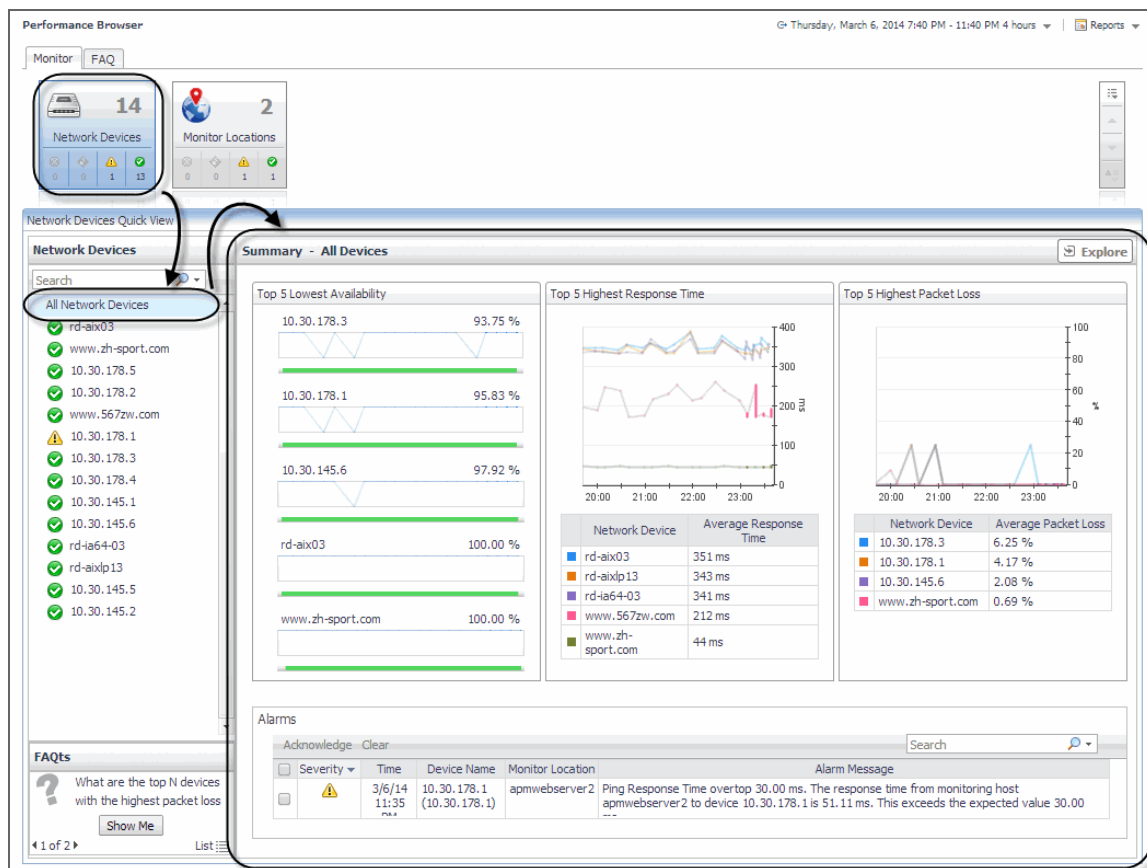 Performance Browser
Thursday, March 6, 2014 7:40 PM - 11:40 PM 4 hours
Reports
Monitor
FAQ
14
Network Devices
0 0 1 13
2
Monitor Locations
0 0 1 1
Network Devices Quick View
Network Devices
Search
All Network Devices
rd-aix03
www.zh-sport.com
10.30.178.5
10.30.178.2
www.567zw.com
10.30.178.1
10.30.178.3
10.30.178.4
10.30.145.1
10.30.145.6
rd-ia64-03
rd-aixlp13
10.30.145.5
10.30.145.2
FAQts
What are the top N devices
with the highest packet loss
Show Me
1 of 2
List
Summary - All Devices
Explore
Top 5 Lowest Availability
10.30.178.3 93.75 %
10.30.178.1 95.83 %
10.30.145.6 97.92 %
rd-aix03 100.00 %
www.zh-sport.com 100.00 %
Top 5 Highest Response Time
400
300
200
100
0
ms
20:00 21:00 22:00 23:00
Network Device Average Response
Time
rd-aix03 351 ms
rd-aixlp13 343 ms
rd-ia64-03 341 ms
www.567zw.com 212 ms
www.zh-
sport.com 44 ms
Top 5 Highest Packet Loss
100
80
60
40
20
0
%
20:00 21:00 22:00 23:00
Network Device Average Packet Loss
10.30.178.3 6.25 %
10.30.178.1 4.17 %
10.30.145.6 2.08 %
www.zh-sport.com 0.69 %
Alarms
Acknowledge Clear
Search
Severity Time Device Name Monitor Location Alarm Message
3/6/14 10.30.178.1 apmwebserver2 Ping Response Time overtop 30.00 ms. The response time from monitoring host
11:35 (10.30.178.1) apmwebserver2 to device 10.30.178.1 is 51.11 ms. This exceeds the expected value 30.00